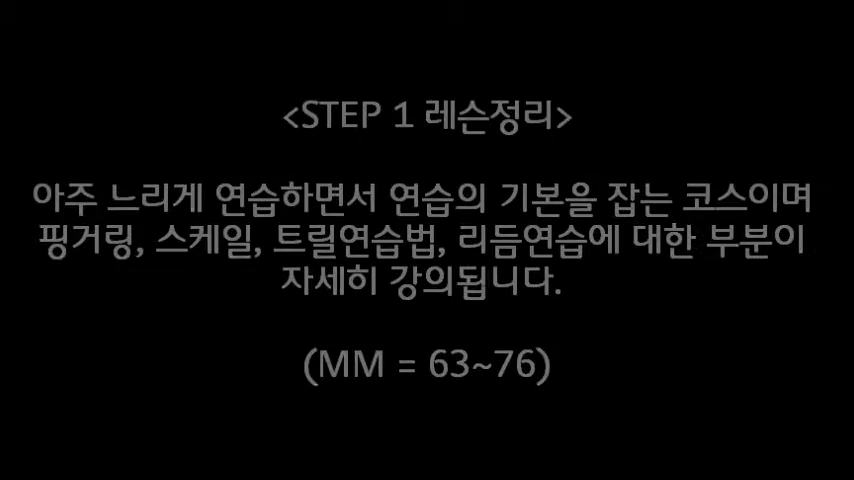 <STEP 1 레슨정리>
아주 느리게 연습하면서 연습의 기본을 잡는 코스이며
핑거링, 스케일, 트릴연습법, 리듬연습에 대한 부분이
자세히 강의됩니다.
(MM = 63~76)